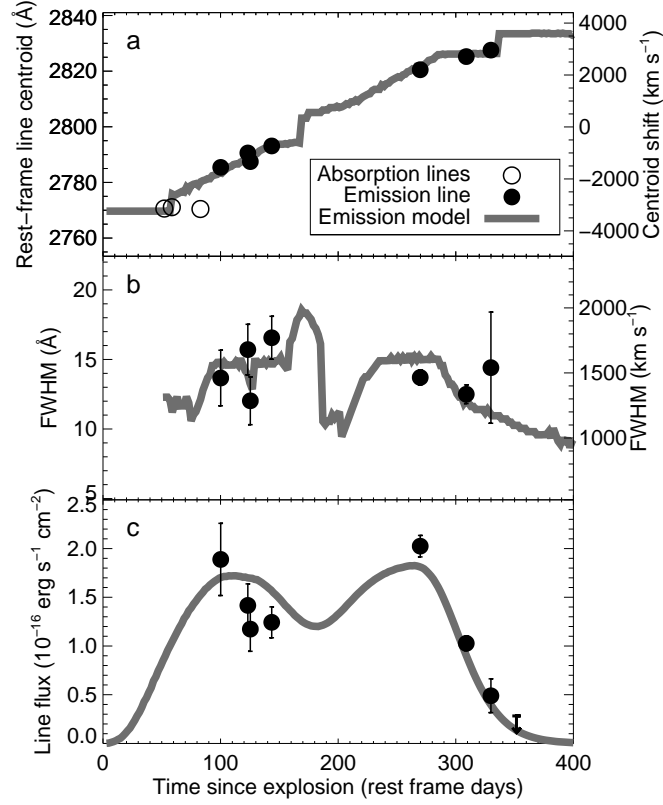 a
2840
2820
2800
2780
2760
Rest-frame line centroid (Å)
4000
2000
0
-2000
-4000
Centroid shift (km s⁻¹)
Absorption lines
Emission line
Emission model
b
20
15
10
5
FWHM (Å)
2000
1500
1000
FWHM (km s⁻¹)
c
2.5
2.0
1.5
1.0
0.5
0.0
Line flux (10⁻¹⁶ erg s⁻¹ cm⁻²)
0 100 200 300 400
Time since explosion (rest frame days)